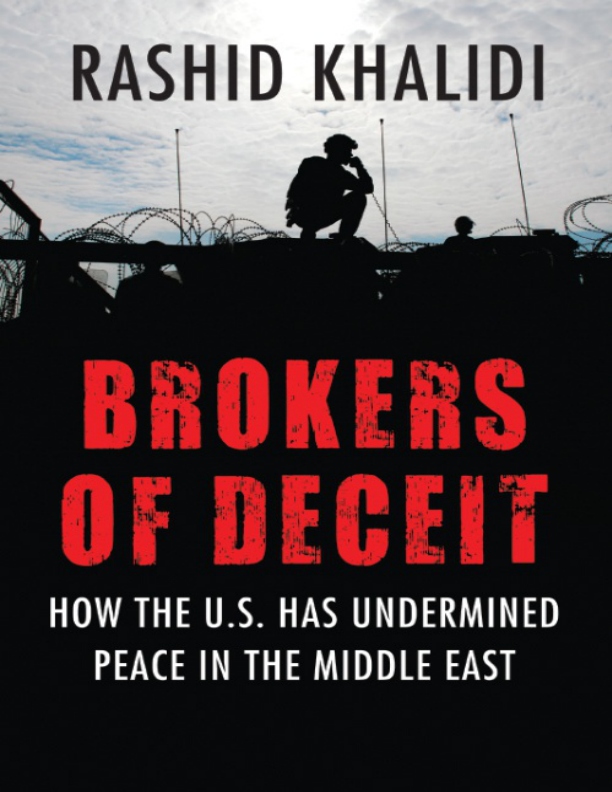 RASHID KHALIDI
BROKERS
OF DECEIT
HOW THE U.S. HAS UNDERMINED
PEACE IN THE MIDDLE EAST